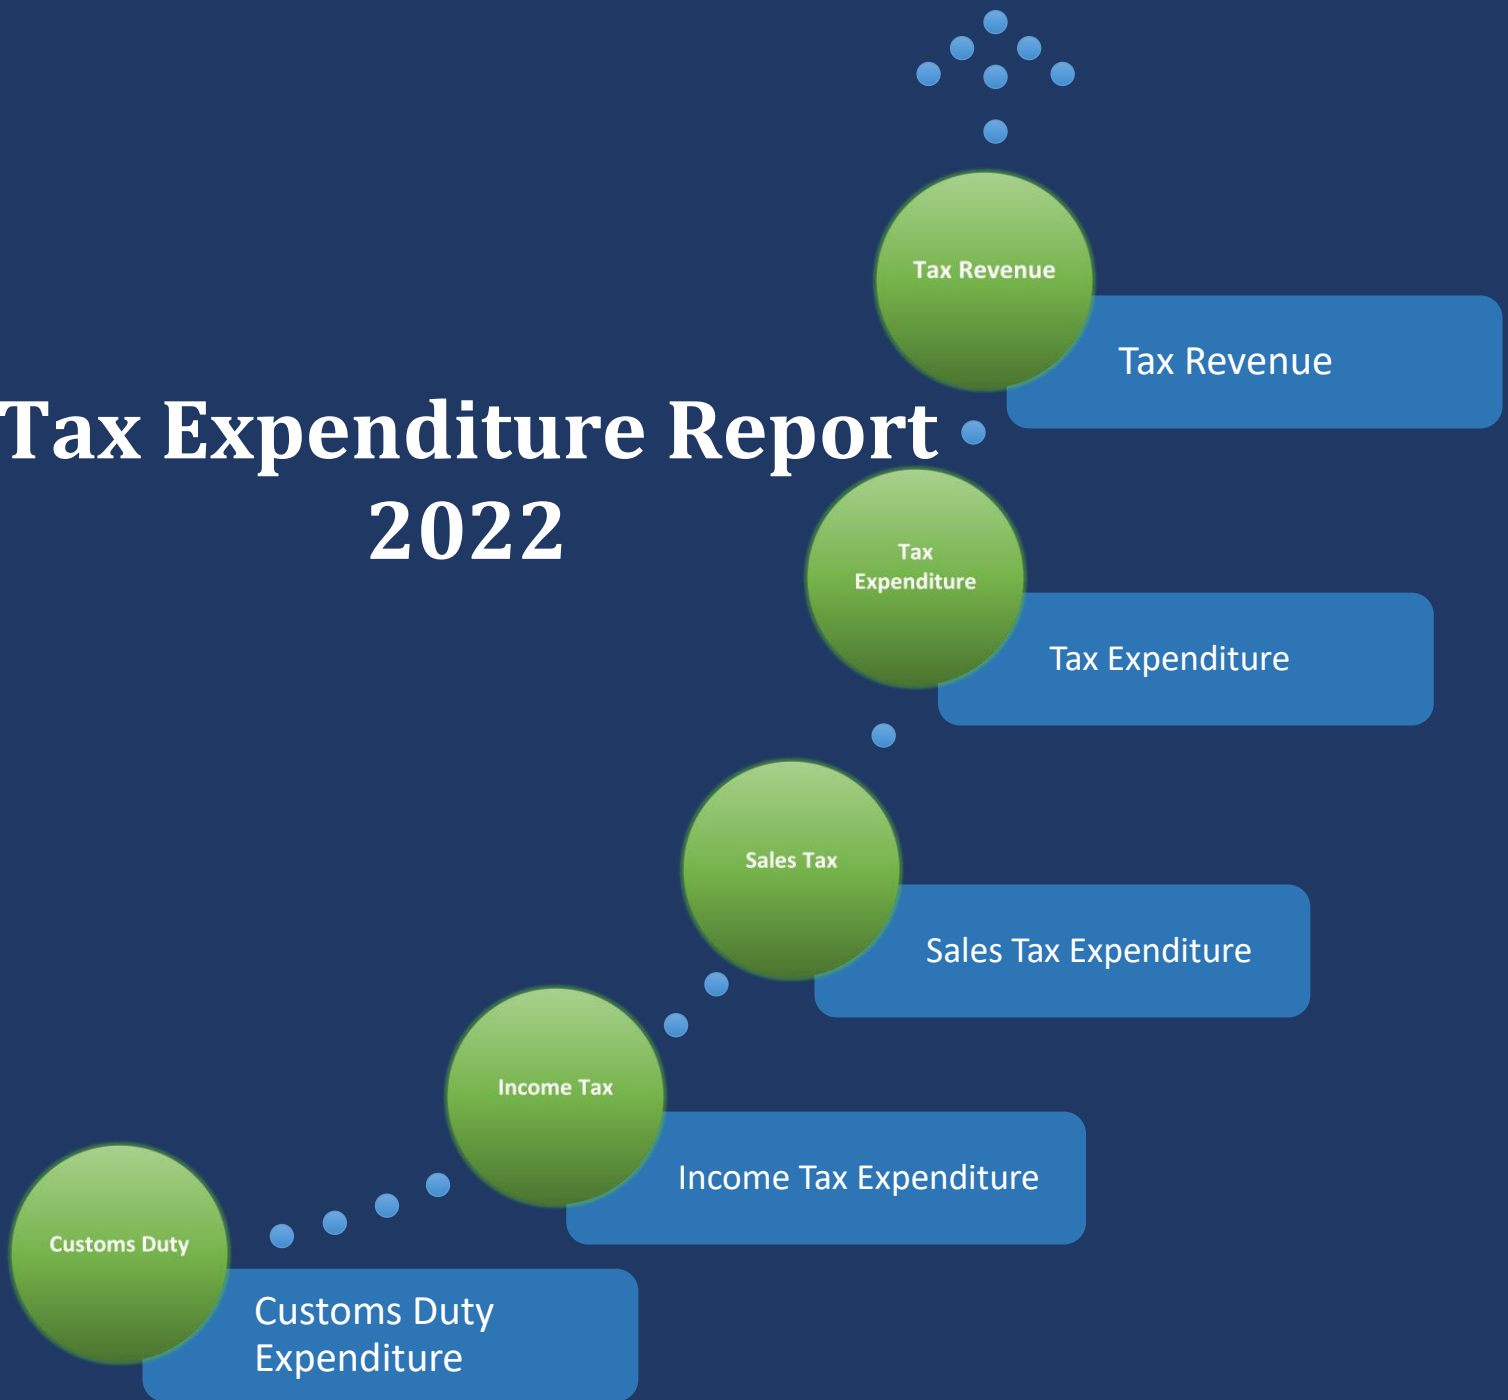 Tax Revenue
Tax Revenue
Tax Expenditure Report
2022
Tax
Expenditure
Tax Expenditure
Sales Tax
Sales Tax Expenditure
Income Tax
Income Tax Expenditure
Customs Duty
Customs Duty
Expenditure